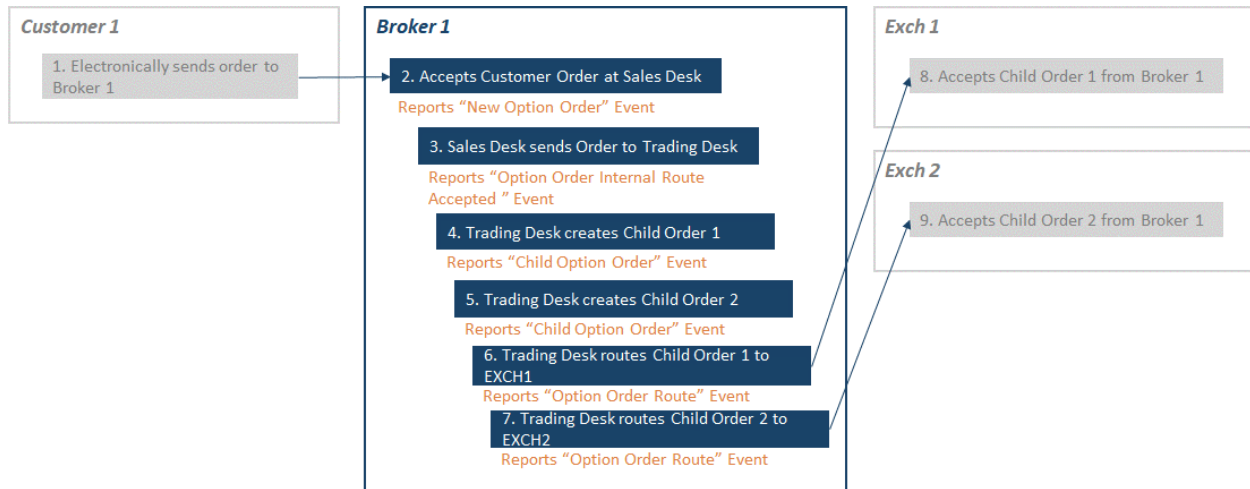 Customer 1
1. Electronically sends order to
Broker 1
Broker 1
2. Accepts Customer Order at Sales Desk
Reports “New Option Order” Event
3. Sales Desk sends Order to Trading Desk
Reports “Option Order Internal Route
Accepted ” Event
4. Trading Desk creates Child Order 1
Reports “Child Option Order” Event
5. Trading Desk creates Child Order 2
Reports “Child Option Order” Event
6. Trading Desk routes Child Order 1 to
EXCH1
Reports “Option Order Route” Event
7. Trading Desk routes Child Order 2 to
EXCH2
Reports “Option Order Route” Event
Exch 1
8. Accepts Child Order 1 from Broker 1
Exch 2
9. Accepts Child Order 2 from Broker 1